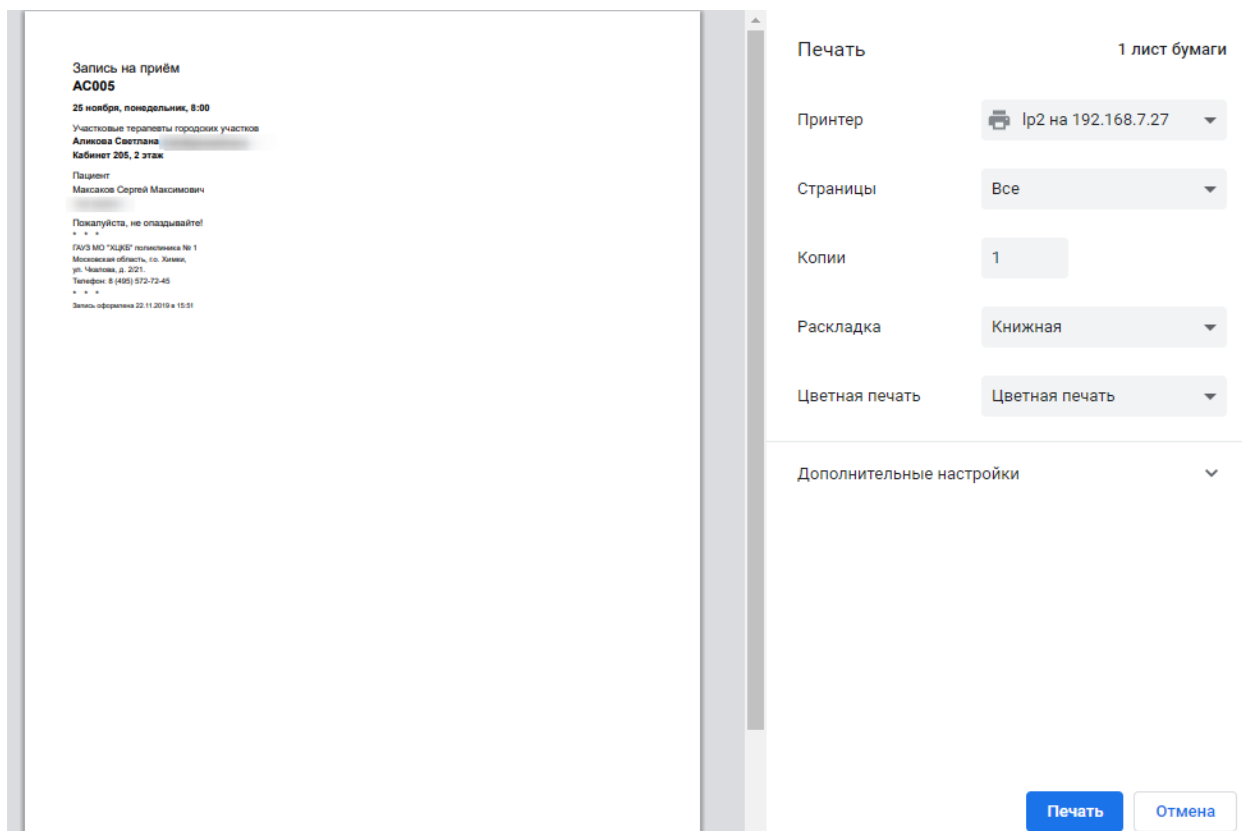 Запись на приём
АС005
25 ноября, понедельник, 8:00
Участковые терапевты городских участков
Аликова Светлана
Кабинет 205, 2 этаж
Пациент
Максаков Сергей Максимович
Пожалуйста, не опаздывайте!
* * *
ГАУЗ МО "ХЦКБ" поликлиника № 1
Московская область, г.о. Химки,
ул. Чкалова, д. 2/21.
Телефон: 8 (495) 572-72-45
* * *
Запись оформлена 22.11.2019 в 15:51
Печать 1 лист бумаги
Принтер lp2 на 192.168.7.27
Страницы Все
Копии 1
Раскладка Книжная
Цветная печать Цветная печать
Дополнительные настройки
Печать Отмена